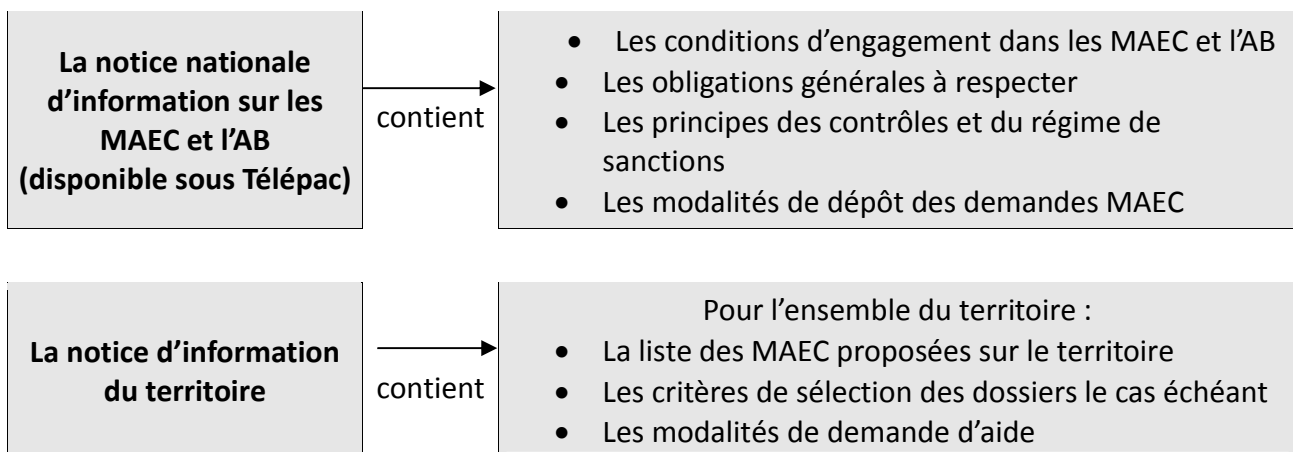 La notice nationale
d’information sur les
MAEC et l’AB
(disponible sous Télépac)
contient
• Les conditions d’engagement dans les MAEC et l’AB
• Les obligations générales à respecter
• Les principes des contrôles et du régime de
sanctions
• Les modalités de dépôt des demandes MAEC
La notice d’information
du territoire
contient
Pour l’ensemble du territoire :
• La liste des MAEC proposées sur le territoire
• Les critères de sélection des dossiers le cas échéant
• Les modalités de demande d’aide